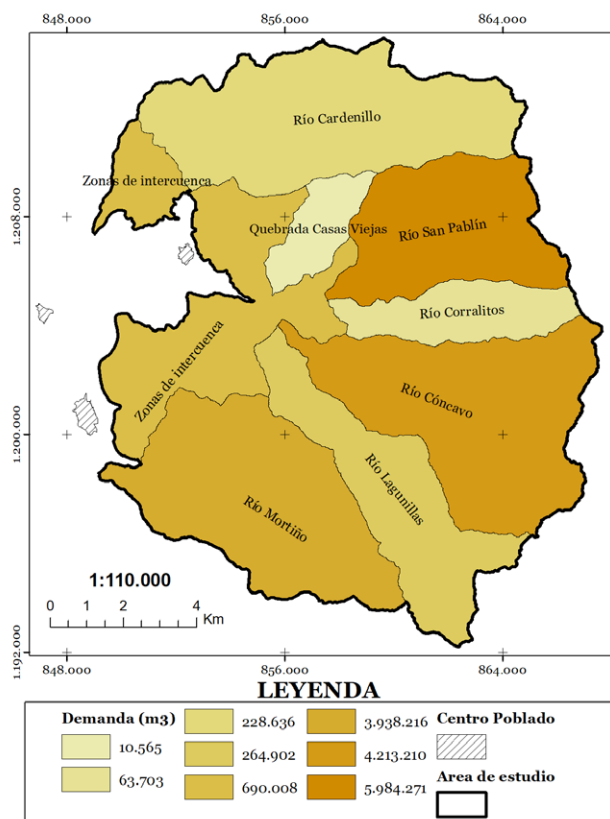 848.000 856.000 864.000
Río Cardenillo
Zonas de intercuenca
1.208.000
Quebrada Casas Viejas
Río San Pablín
Río Corralitos
Zonas de intercuenca
Río Cóncavo
1.200.000
Río Lagunillas
Río Mortiño
1:110.000
0 1 2 4
Km
1.192.000
848.000 856.000 864.000
LEYENDA
Demanda (m3)
10.565
63.703
228.636
264.902
690.008
3.938.216
4.213.210
5.984.271
Centro Poblado
Area de estudio